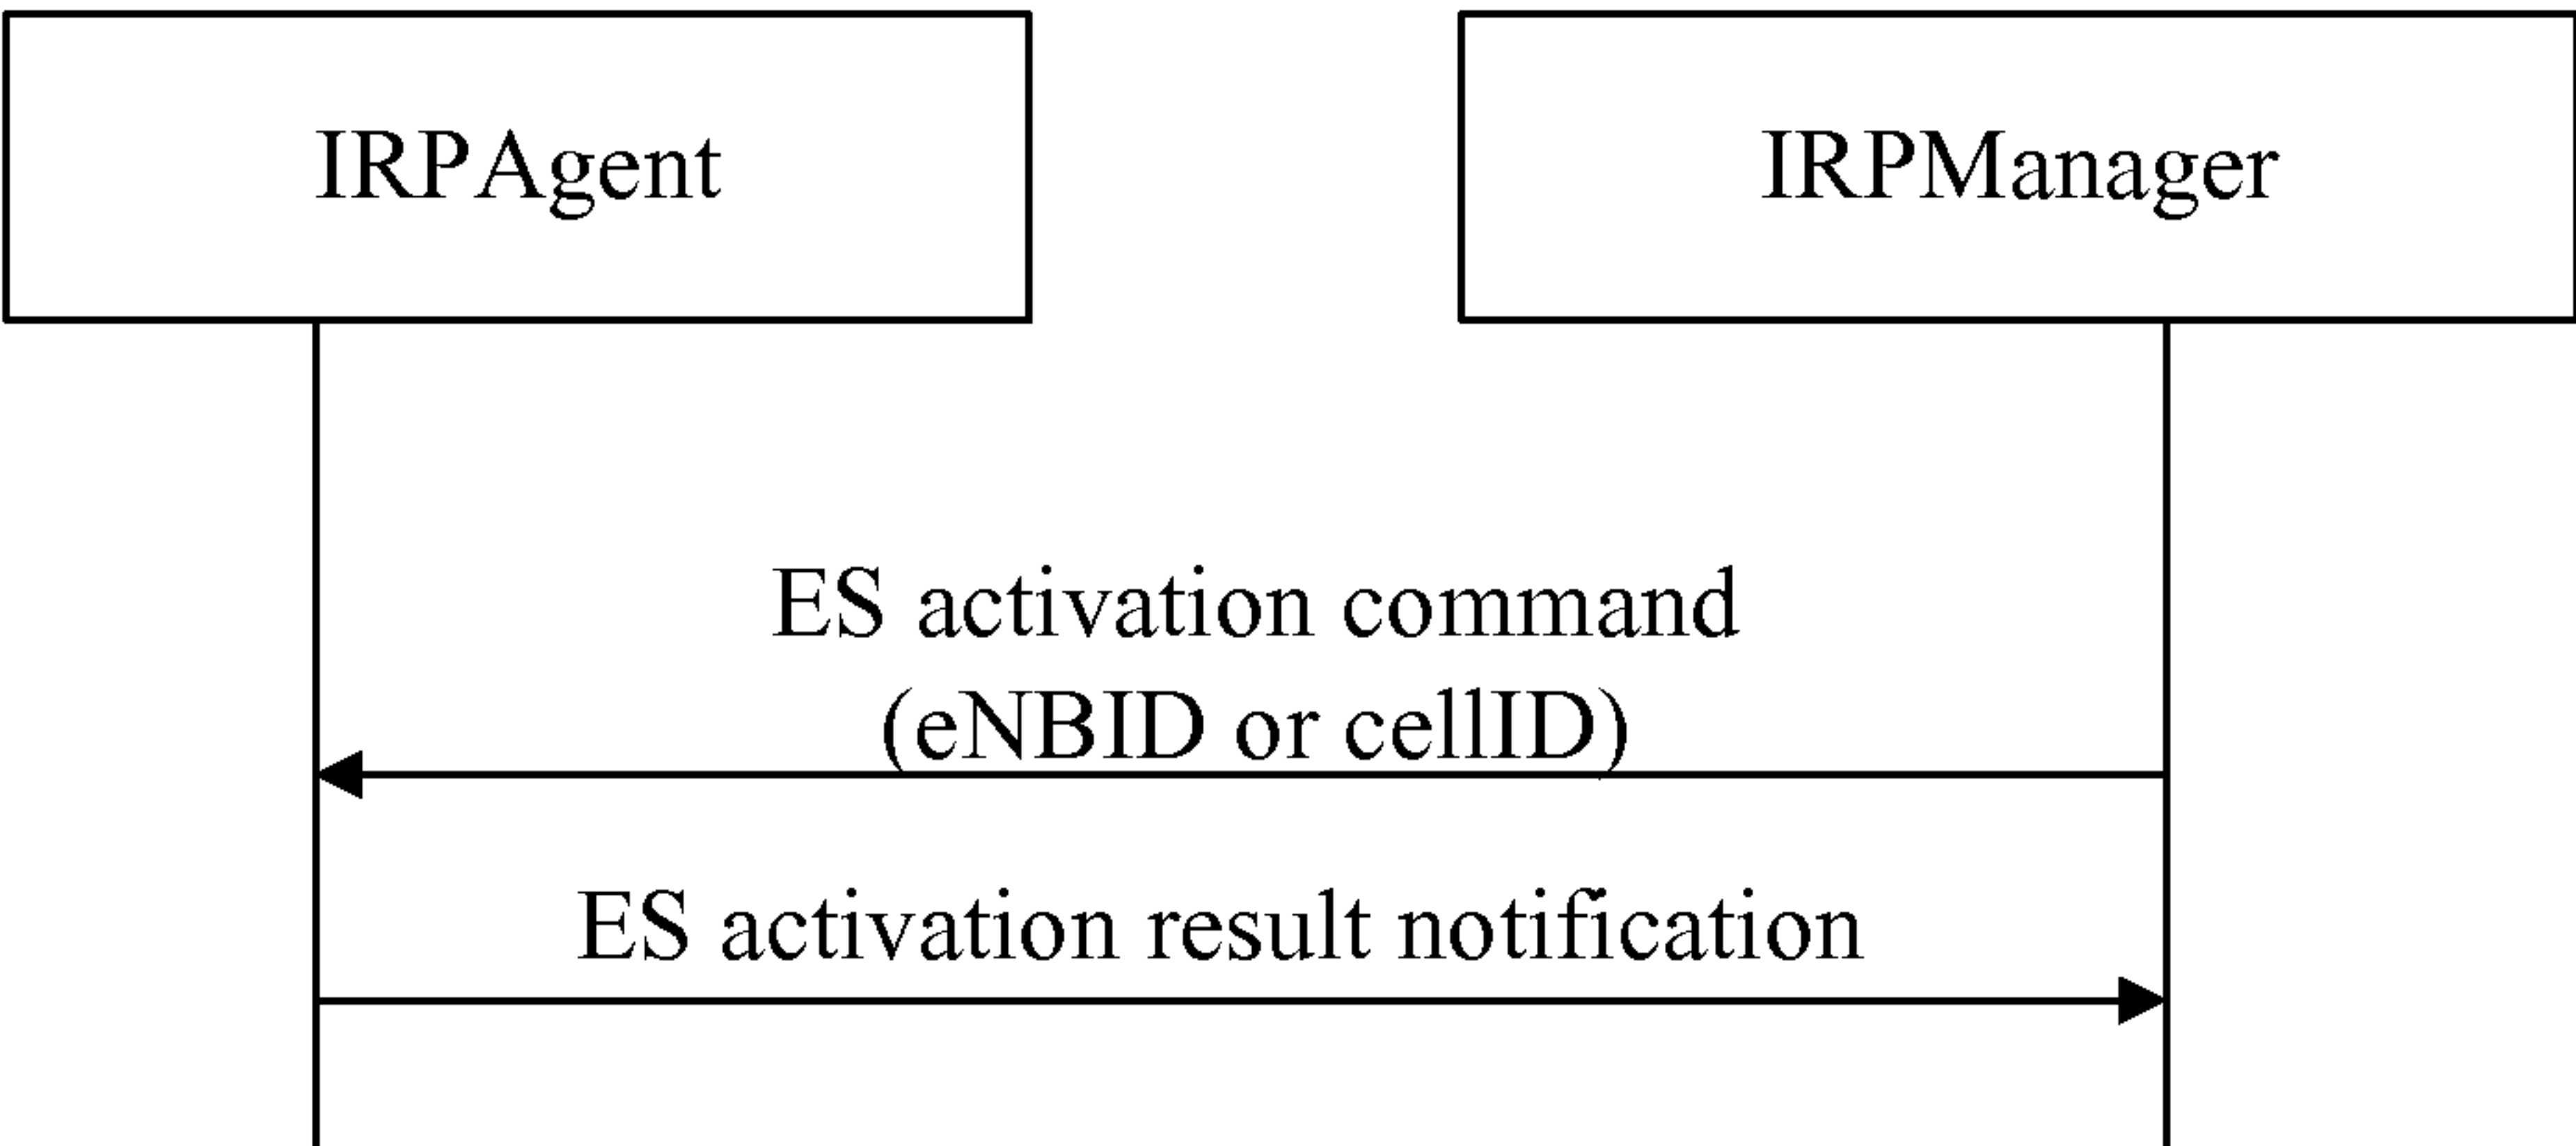 IRPAgent
IRPManager
ES activation command
(eNBID or cellID)
ES activation result notification